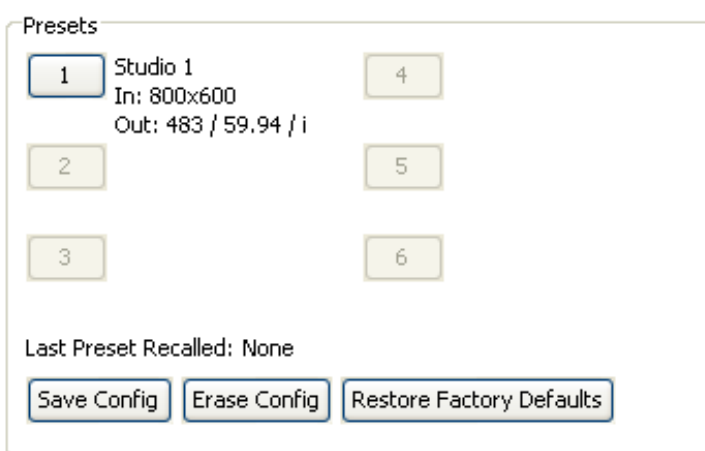 Presets
1 Studio 1
In: 800x600
Out: 483 / 59.94 / i
4
2
5
3
6
Last Preset Recalled: None
Save Config Erase Config Restore Factory Defaults